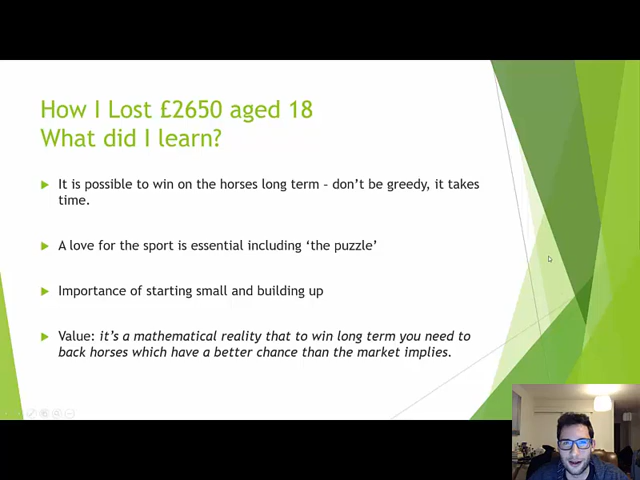 How I Lost £2650 aged 18
What did I learn?
It is possible to win on the horses long term – don't be greedy, it takes
time.
A love for the sport is essential including 'the puzzle'
Importance of starting small and building up
Value: it's a mathematical reality that to win long term you need to
back horses which have a better chance than the market implies.